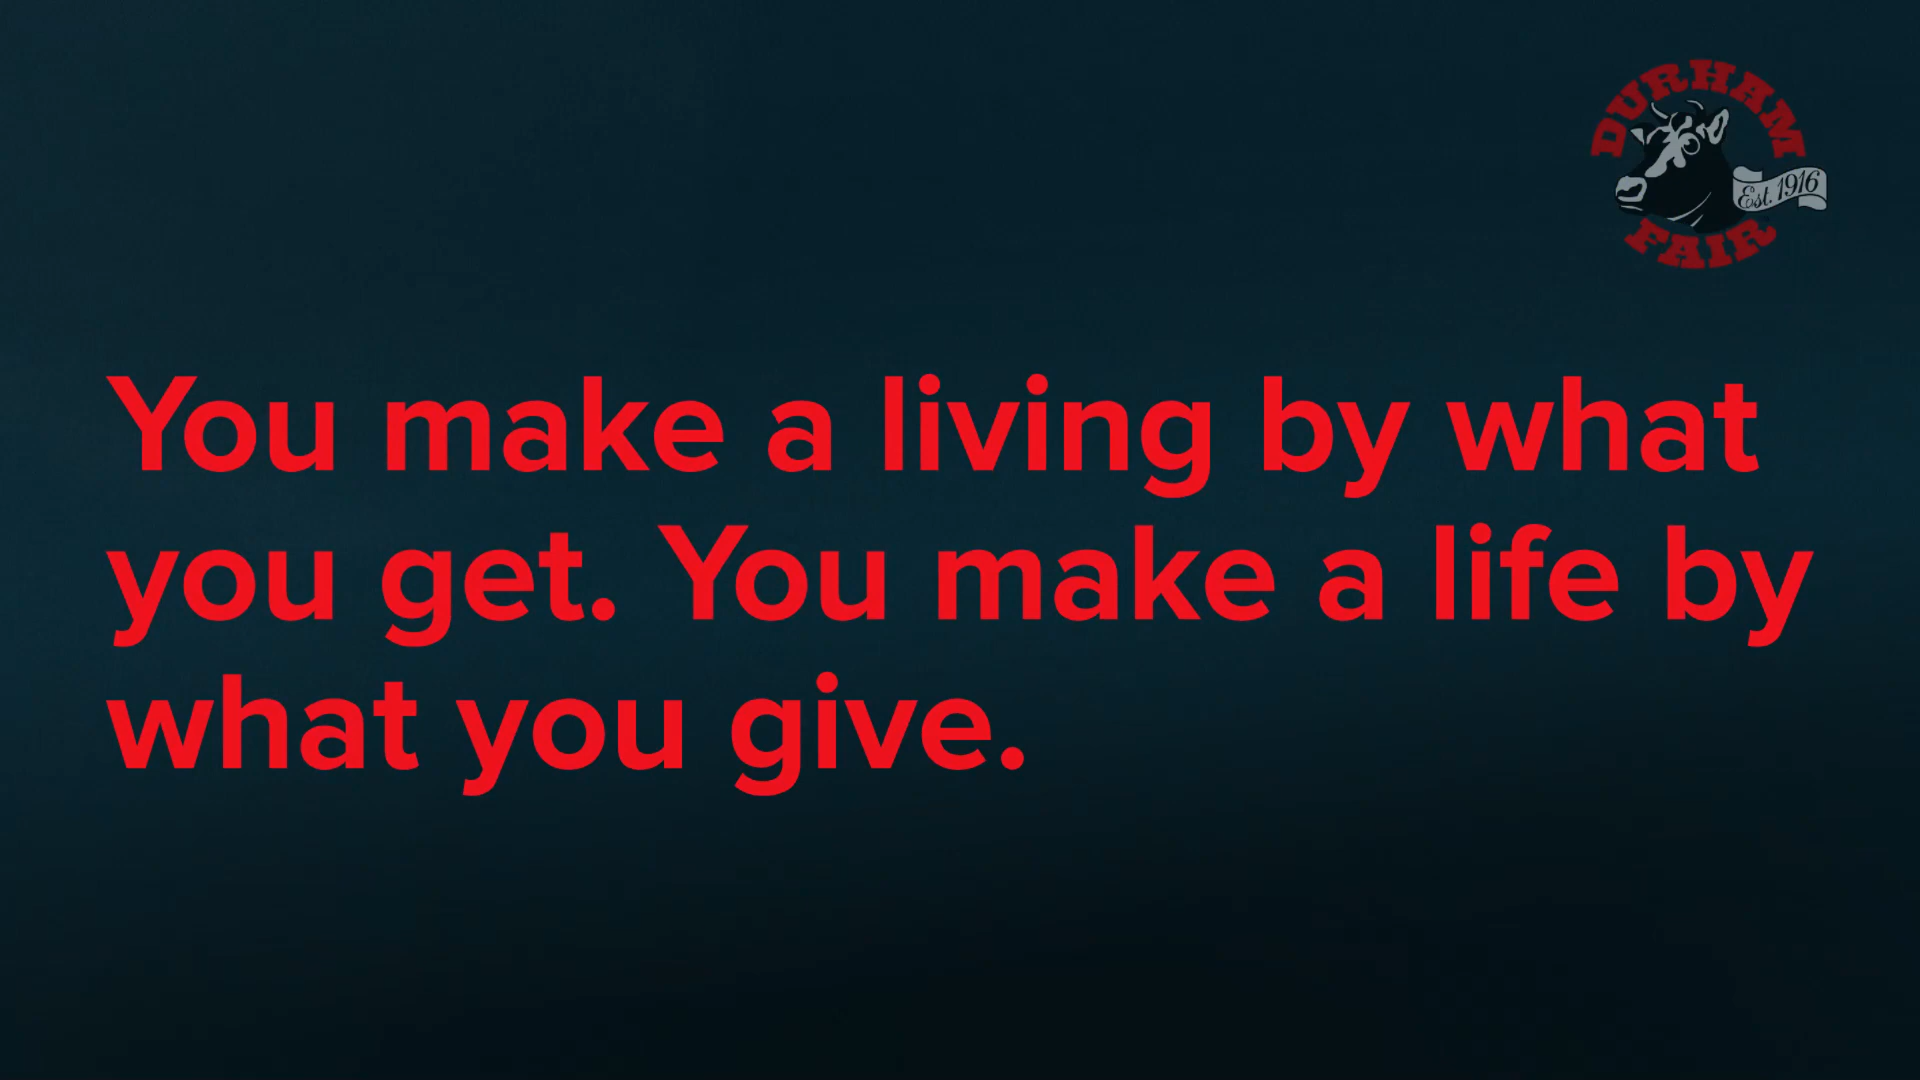 DURHAM
Est. 1916
FAIR
You make a living by what
you get. You make a life by
what you give.